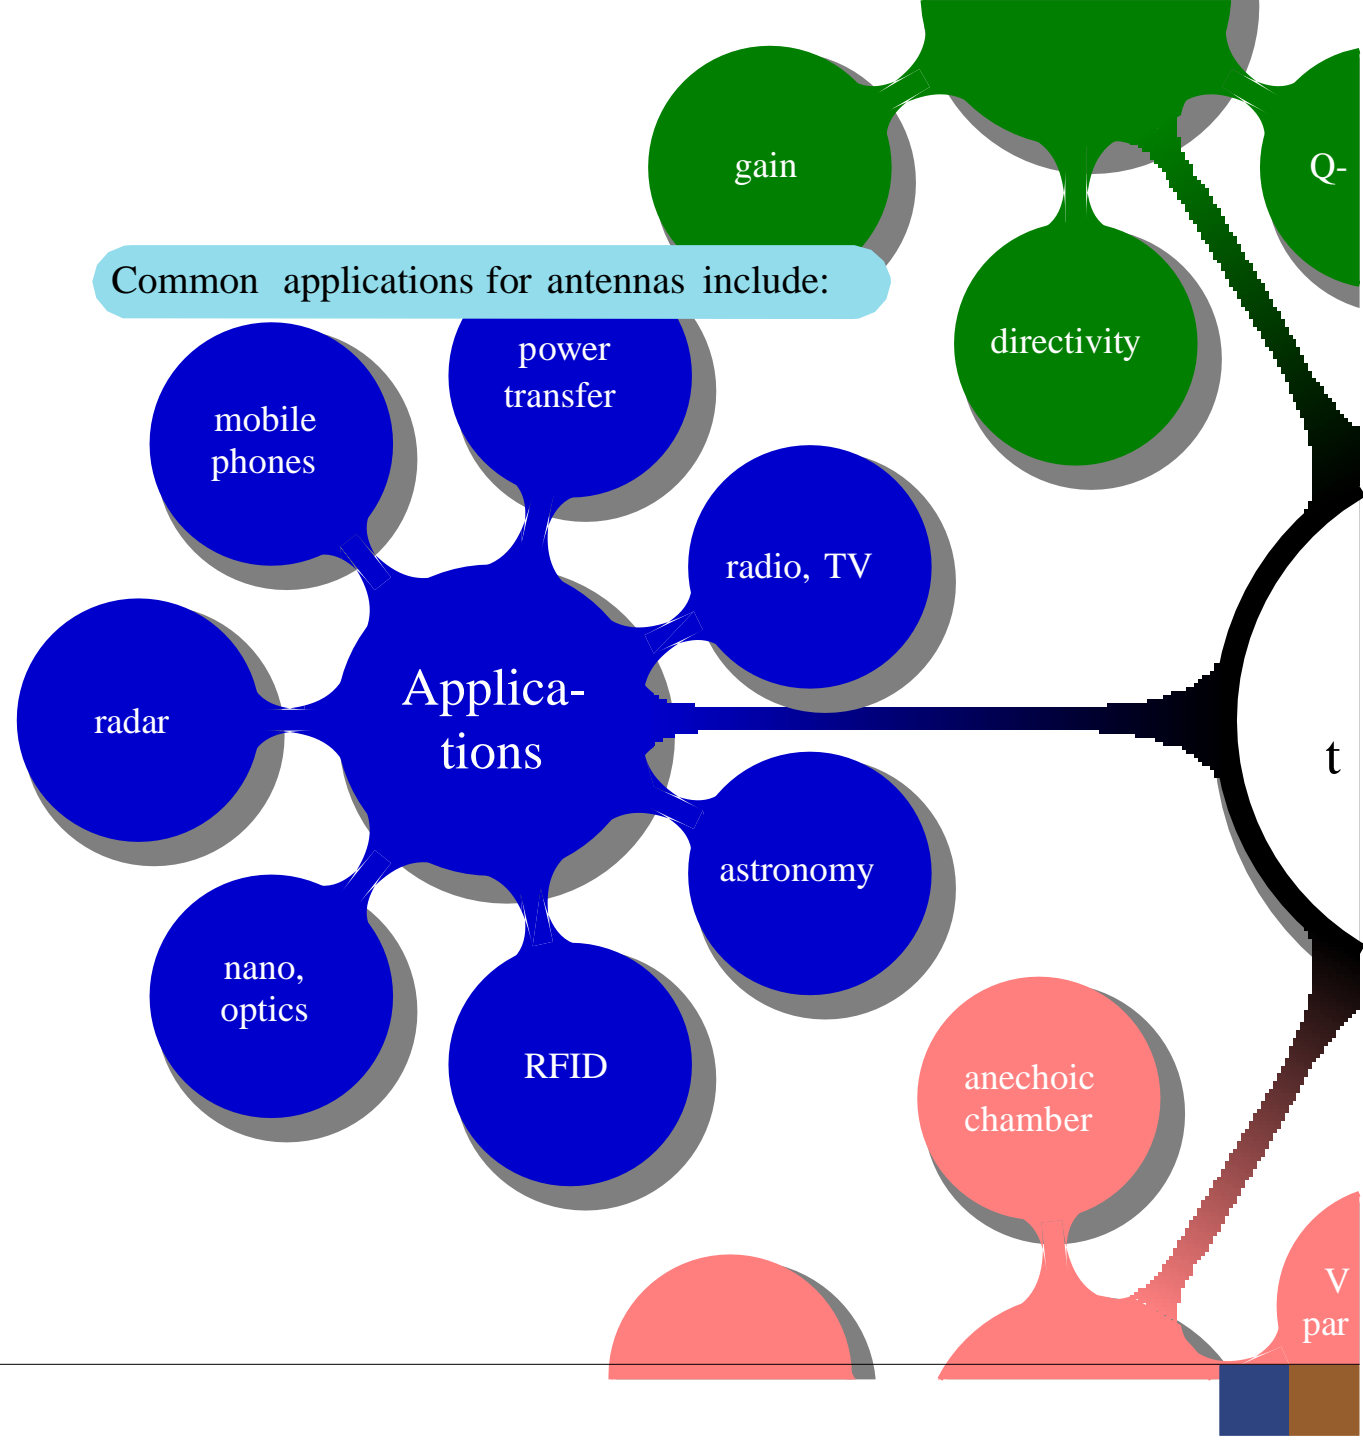 gain
Q-
Common applications for antennas include:
directivity
power
transfer
mobile
phones
radio, TV
Applica-
tions
radar
t
astronomy
nano,
optics
RFID
anechoic
chamber
V
par